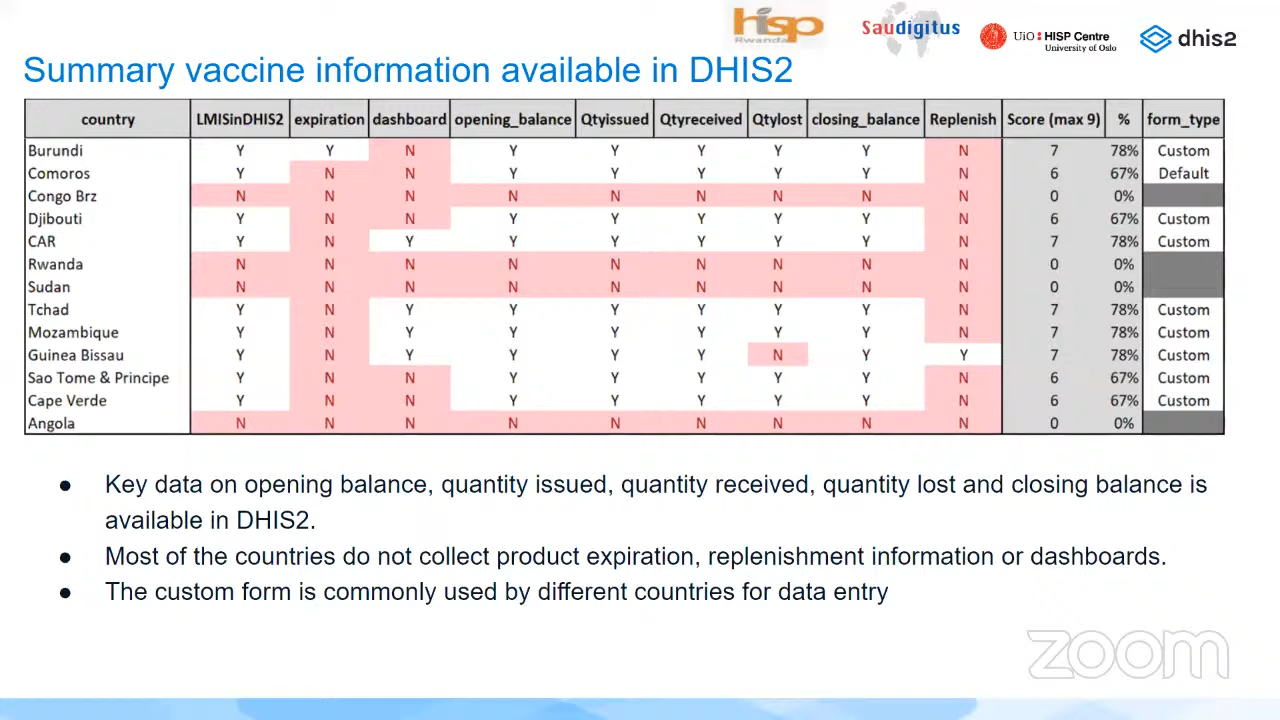 hisp
Rwanda
Saudigitus
UiO HISP Centre
University of Oslo
dhis2
Summary vaccine information available in DHIS2
country LMISinDHIS2 expiration dashboard opening_balance Qtyissued Qtyreceived Qtylost closing_balance Replenish Score (max 9) % form_type
Burundi Y Y N Y Y Y Y Y N 7 78% Custom
Comoros Y N N Y Y Y Y Y N 6 67% Default
Congo Brz N N N N N N N N N 0 0%
Djibouti Y N N Y Y Y Y Y N 6 67% Custom
CAR Y N Y Y Y Y Y Y N 7 78% Custom
Rwanda N N N N N N N N N 0 0%
Sudan N N N N N N N N N 0 0%
Tchad Y N Y Y Y Y Y Y N 7 78% Custom
Mozambique Y N Y Y Y Y Y Y N 7 78% Custom
Guinea Bissau Y N Y Y Y Y N Y Y 7 78% Custom
Sao Tome & Principe Y N N Y Y Y Y Y N 6 67% Custom
Cape Verde Y N N Y Y Y Y Y N 6 67% Custom
Angola N N N N N N N N N 0 0%
• Key data on opening balance, quantity issued, quantity received, quantity lost and closing balance is
available in DHIS2.
• Most of the countries do not collect product expiration, replenishment information or dashboards.
• The custom form is commonly used by different countries for data entry
zoom